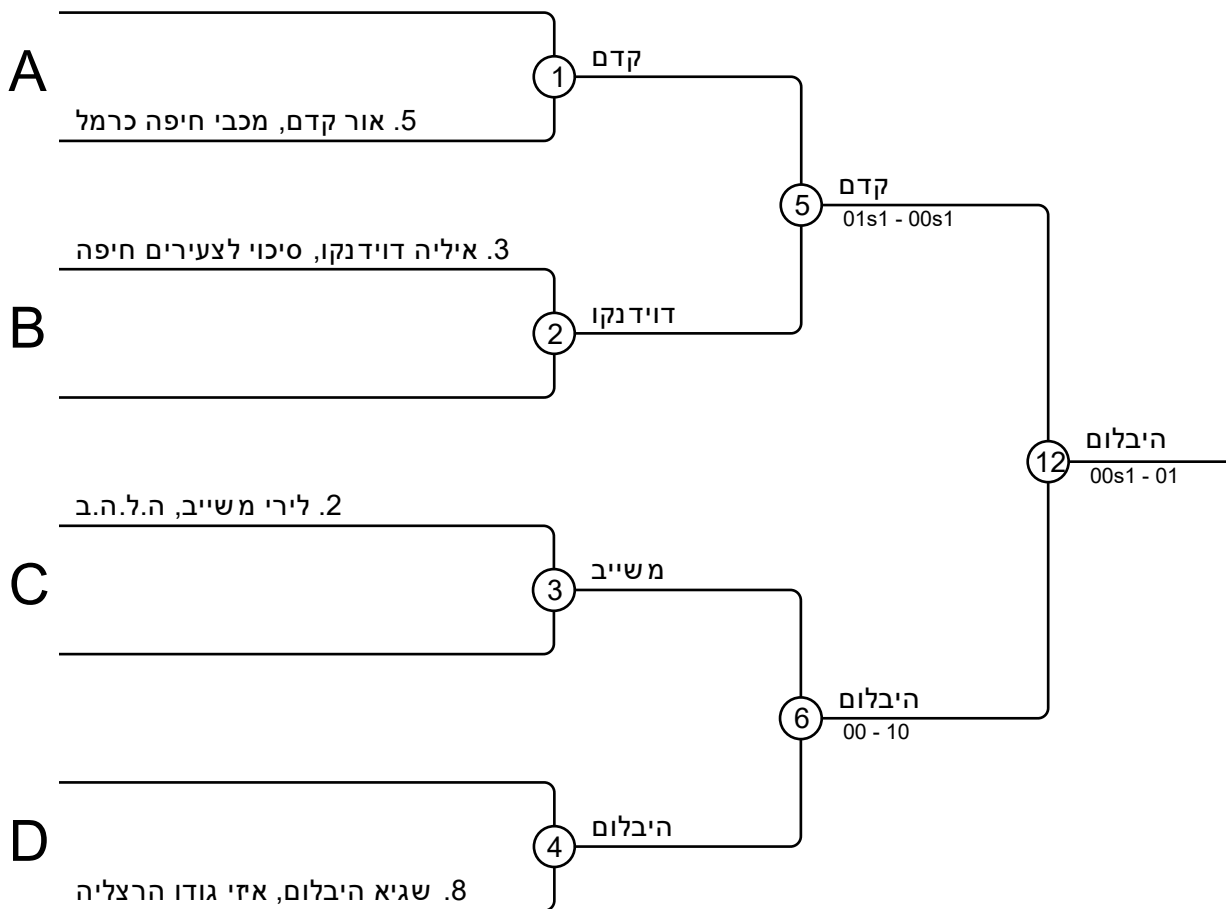 A
5. אור קדם, מכבי חיפה כרמל
1
קדם
5
קדם
01s1 - 00s1
B
3. איליה דוידנקו, סיכוי לצעירים חיפה
2
דוידנקו
12
היבלום
00s1 - 01
C
2. לירי משייב, ה.ל.ה.ב
3
משייב
6
היבלום
00 - 10
D
8. שגיא היבלום, איזי גודו הרצליה
4
היבלום